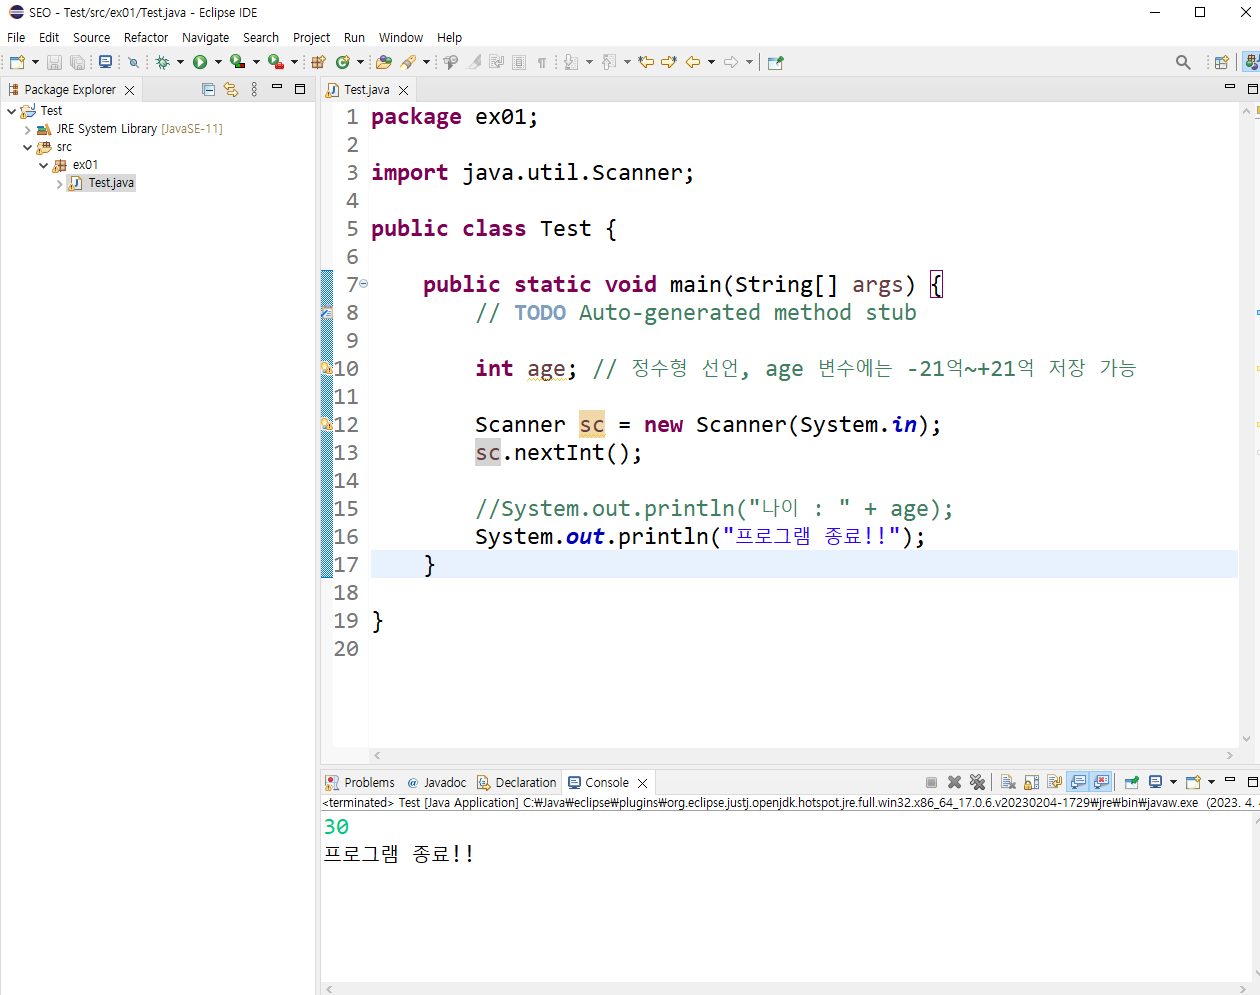 SEO - Test/src/ex01/Test.java - Eclipse IDE
File Edit Source Refactor Navigate Search Project Run Window Help
Package Explorer
Test
JRE System Library [JavaSE-11]
src
ex01
Test.java
Test.java
1 package ex01;
2
3 import java.util.Scanner;
4
5 public class Test {
6
7 public static void main(String[] args) {
8 // TODO Auto-generated method stub
9
10 int age; // 정수형 선언, age 변수에는 -21억~+21억 저장 가능
11
12 Scanner sc = new Scanner(System.in);
13 sc.nextInt();
14
15 //System.out.println("나이 : " + age);
16 System.out.println("프로그램 종료!!");
17 }
18
19 }
20
Problems @ Javadoc Declaration Console
<terminated> Test [Java Application] C:₩Java₩eclipse₩plugins₩org.eclipse.justj.openjdk.hotspot.jre.full.win32.x86_64_17.0.6.v20230204-1729₩jre₩bin₩javaw.exe (2023. 4.
30
프로그램 종료!!